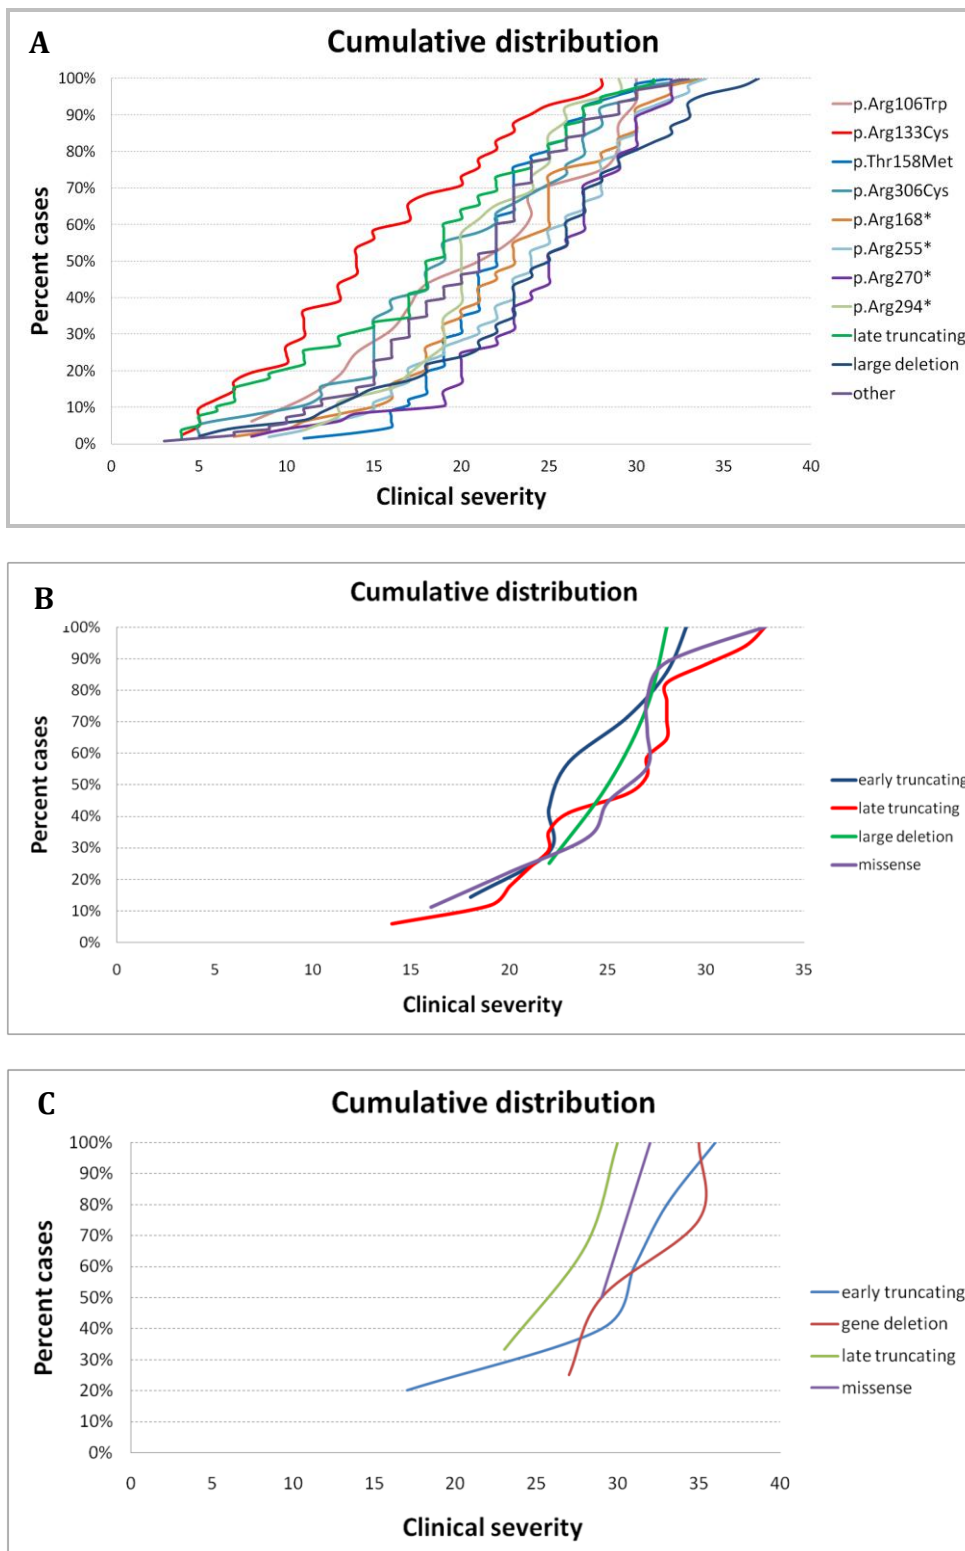 A
Cumulative distribution
100%
90%
80%
70%
60%
50%
40%
30%
20%
10%
0%
Percent cases
0 5 10 15 20 25 30 35 40
Clinical severity
p.Arg106Trp
p.Arg133Cys
p.Thr158Met
p.Arg306Cys
p.Arg168*
p.Arg255*
p.Arg270*
p.Arg294*
late truncating
large deletion
other
B
Cumulative distribution
100%
90%
80%
70%
60%
50%
40%
30%
20%
10%
0%
Percent cases
0 5 10 15 20 25 30 35
Clinical severity
early truncating
late truncating
large deletion
missense
C
Cumulative distribution
100%
90%
80%
70%
60%
50%
40%
30%
20%
10%
0%
Percent cases
0 5 10 15 20 25 30 35 40
Clinical severity
early truncating
gene deletion
late truncating
missense